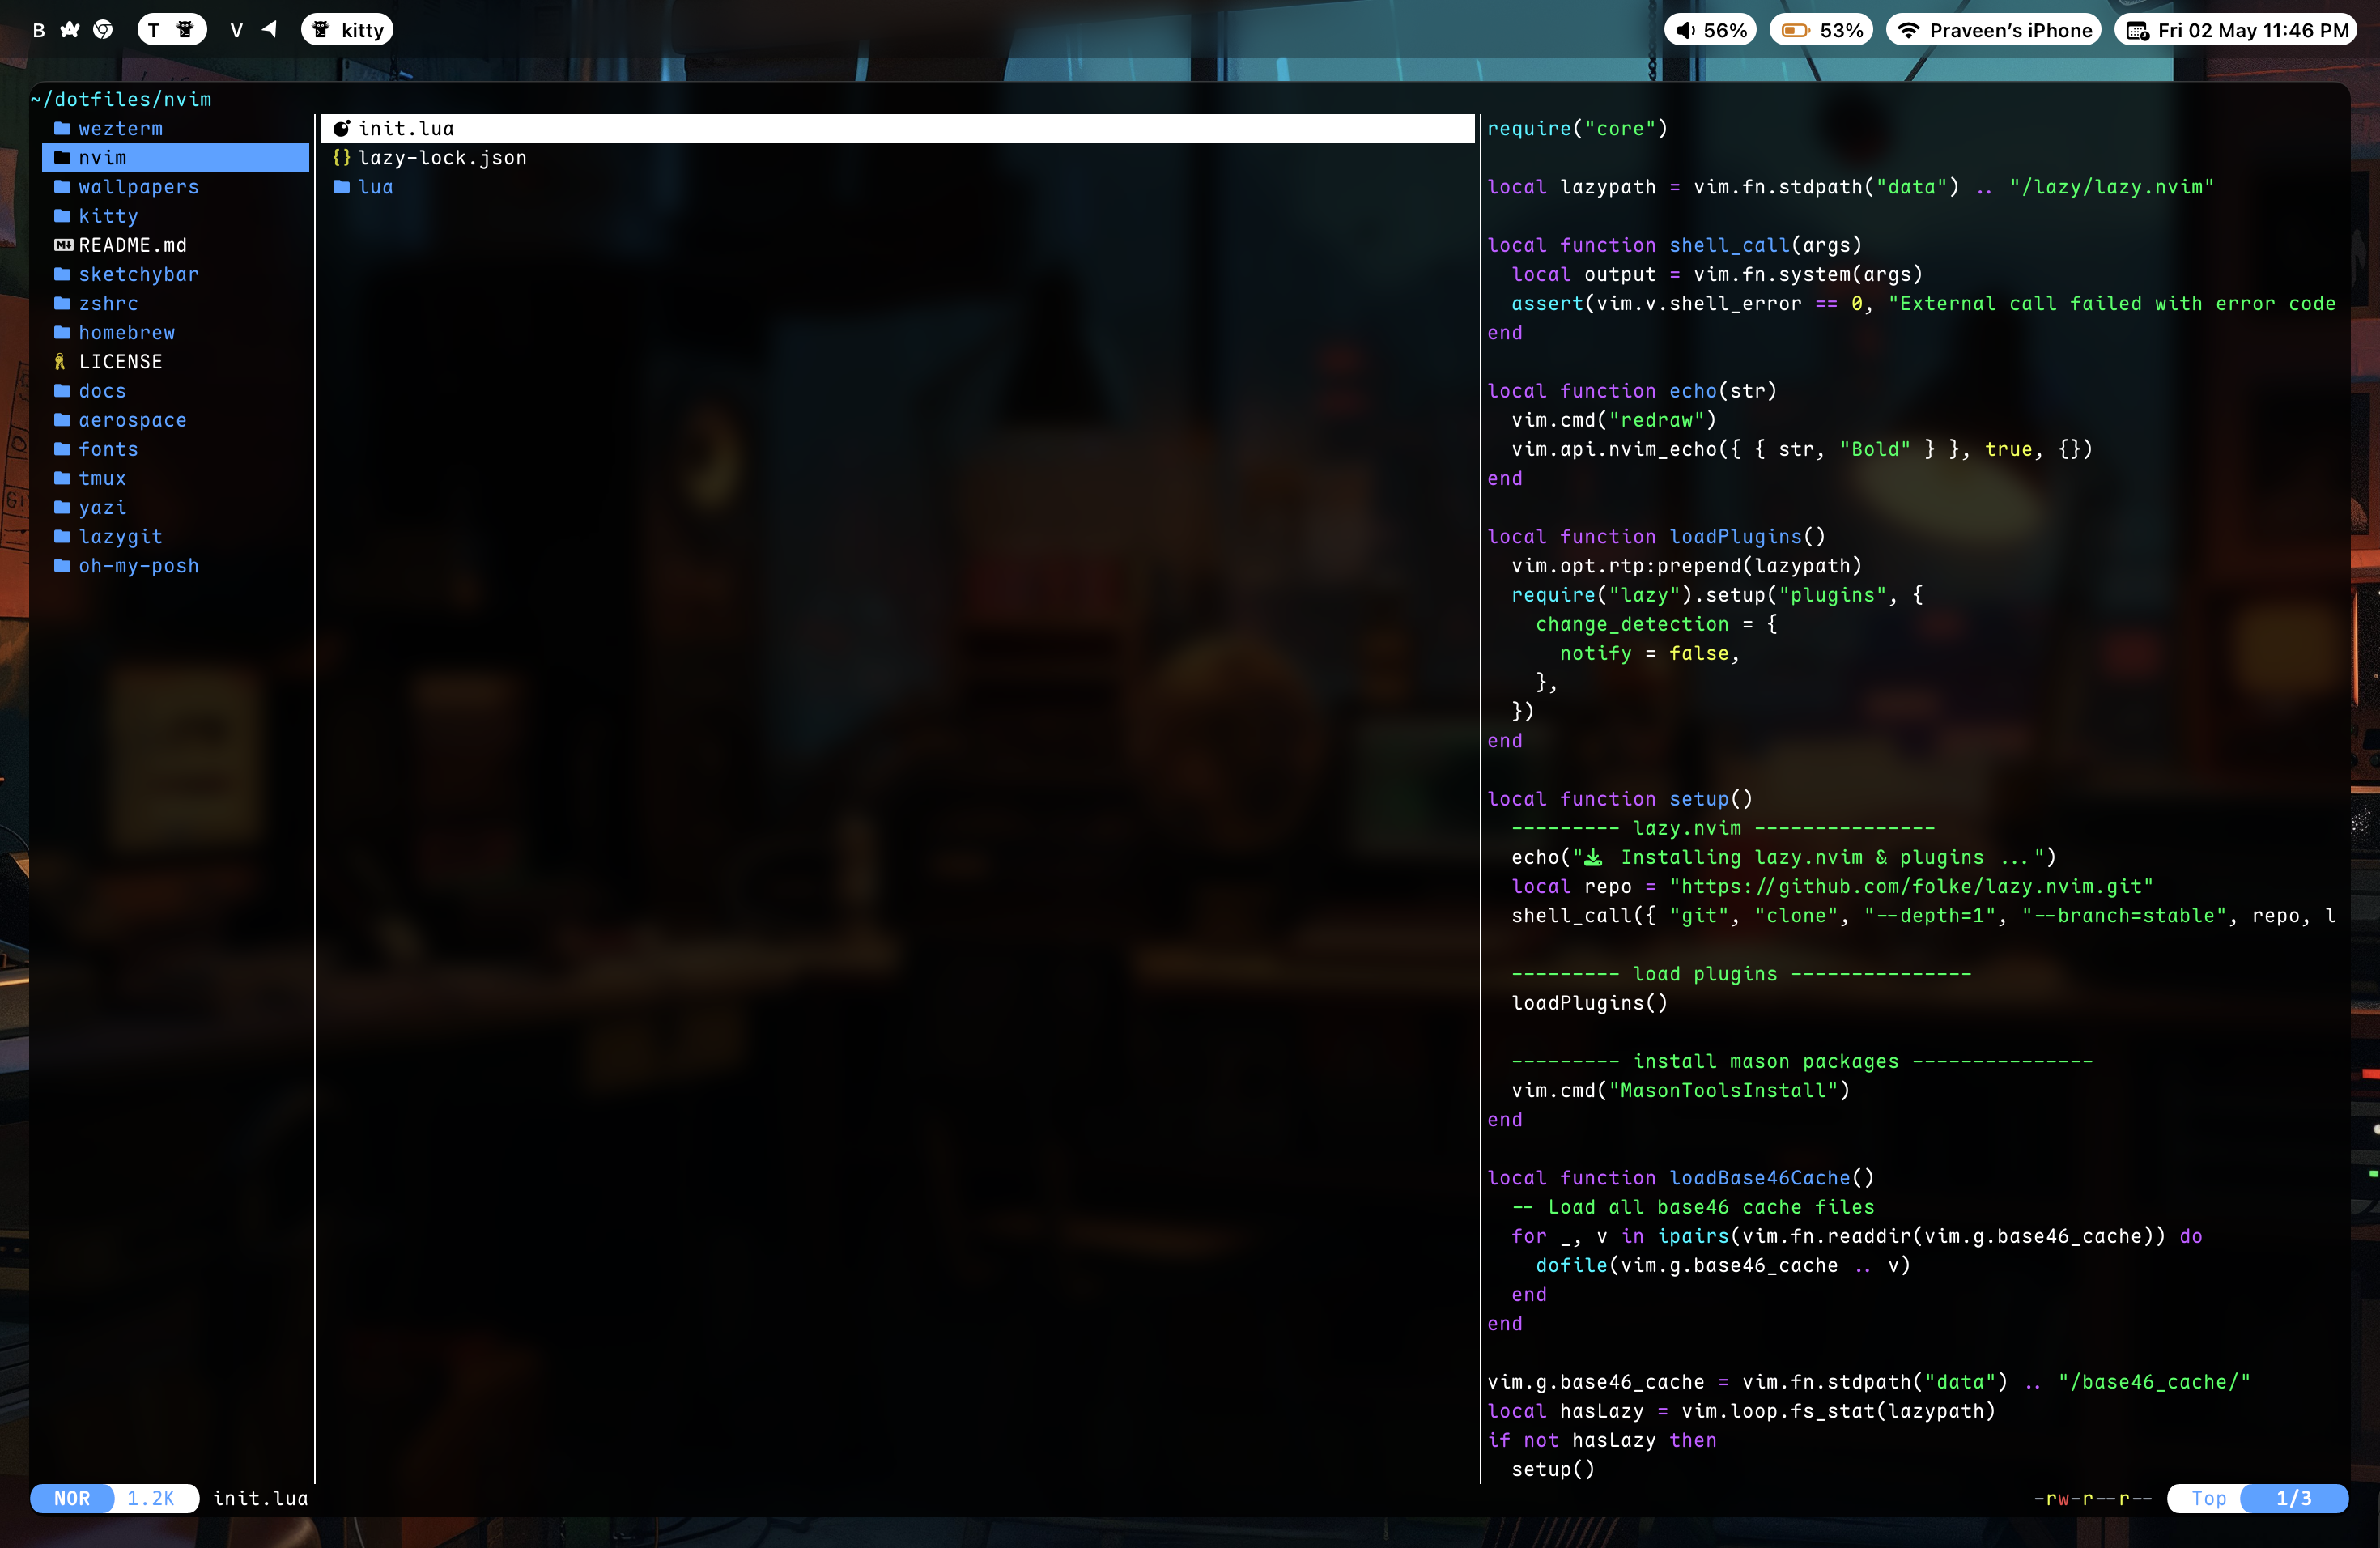 B T V kitty 56% 53% Praveen’s iPhone Fri 02 May 11:46 PM
~/dotfiles/nvim
wezterm
nvim
wallpapers
kitty
README.md
sketchybar
zshrc
homebrew
LICENSE
docs
aerospace
fonts
tmux
yazi
lazygit
oh-my-posh
init.lua
lazy-lock.json
lua
require("core")
local lazypath = vim.fn.stdpath("data") .. "/lazy/lazy.nvim"
local function shell_call(args)
  local output = vim.fn.system(args)
  assert(vim.v.shell_error == 0, "External call failed with error code
end
local function echo(str)
  vim.cmd("redraw")
  vim.api.nvim_echo({ { str, "Bold" } }, true, {})
end
local function loadPlugins()
  vim.opt.rtp:prepend(lazypath)
  require("lazy").setup("plugins", {
    change_detection = {
      notify = false,
    },
  })
end
local function setup()
  --------- lazy.nvim ---------------
  echo(" Installing lazy.nvim & plugins ...")
  local repo = "https://github.com/folke/lazy.nvim.git"
  shell_call({ "git", "clone", "--depth=1", "--branch=stable", repo, l
  --------- load plugins ---------------
  loadPlugins()
  --------- install mason packages ---------------
  vim.cmd("MasonToolsInstall")
end
local function loadBase46Cache()
  -- Load all base46 cache files
  for _, v in ipairs(vim.fn.readdir(vim.g.base46_cache)) do
    dofile(vim.g.base46_cache .. v)
  end
end
vim.g.base46_cache = vim.fn.stdpath("data") .. "/base46_cache/"
local hasLazy = vim.loop.fs_stat(lazypath)
if not hasLazy then
  setup()
NOR 1.2K init.lua -rw-r--r-- Top 1/3